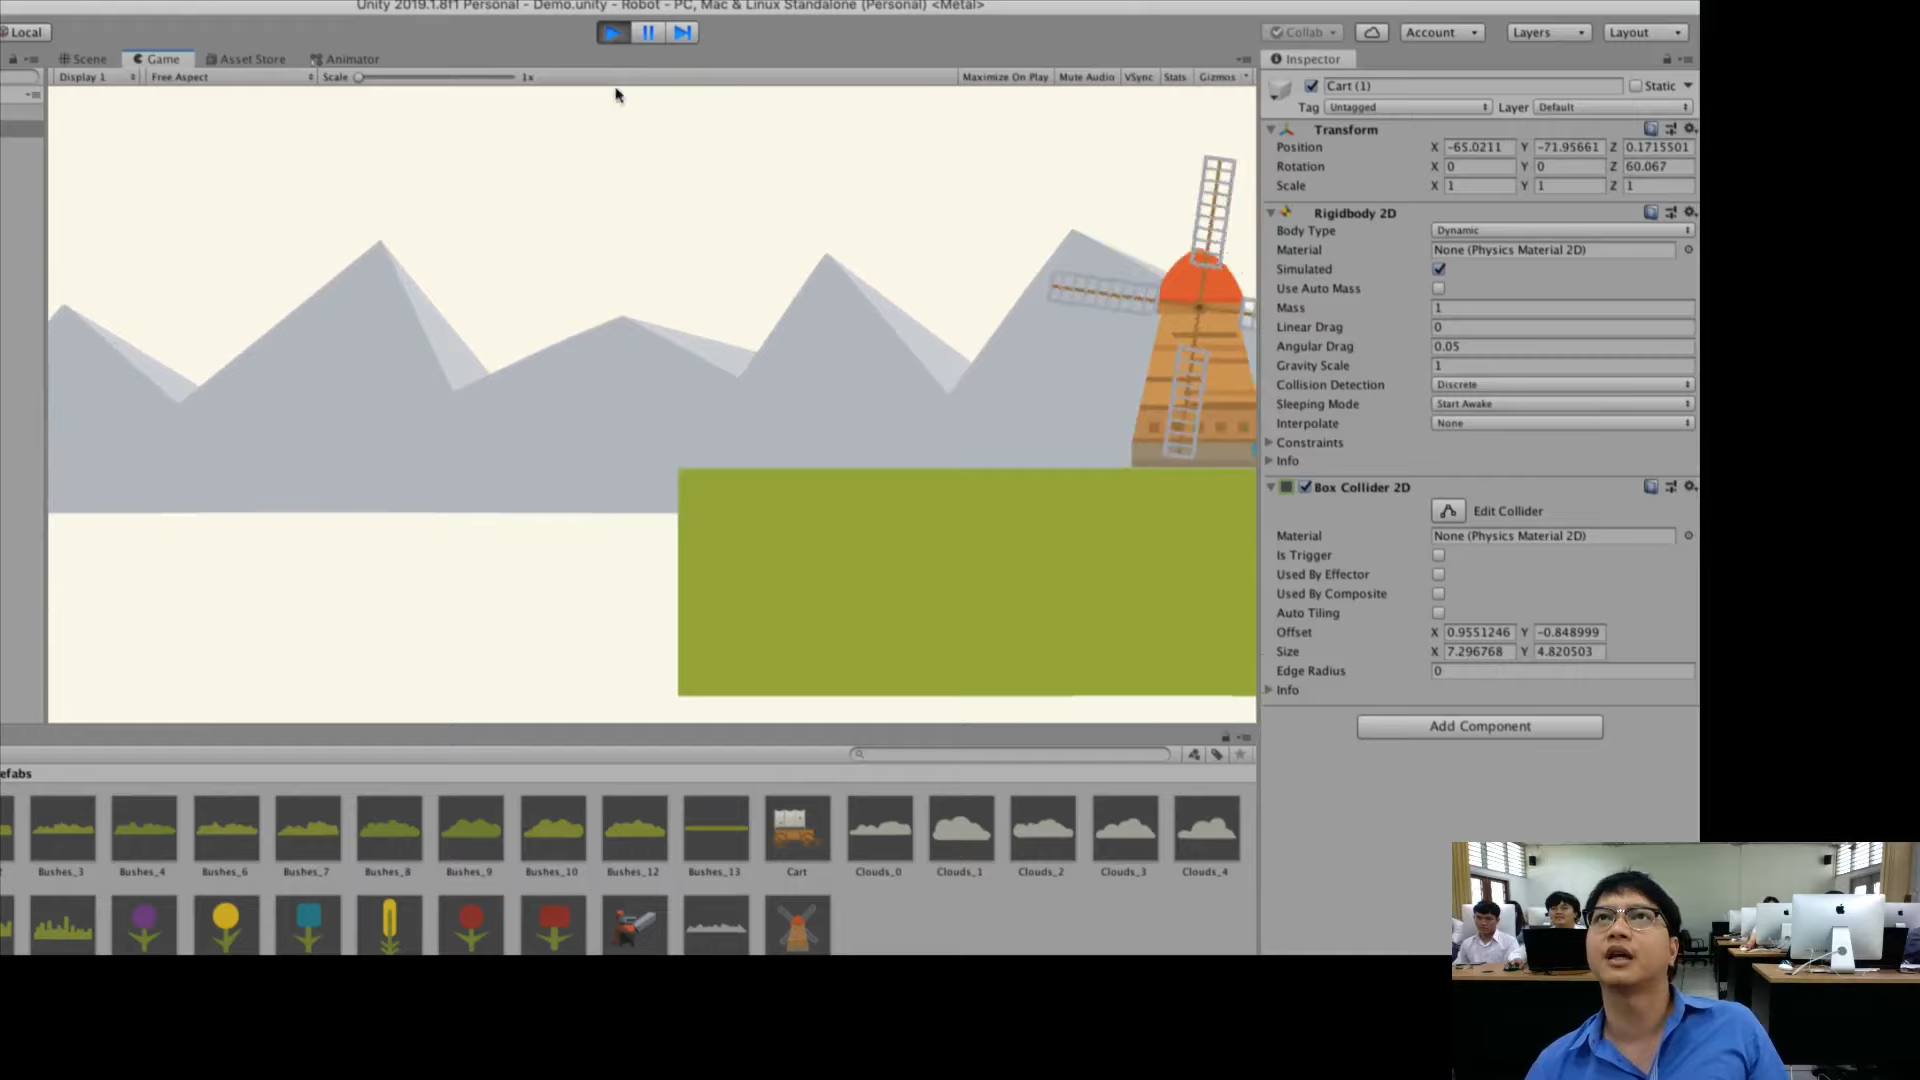 Unity 2019.1.8f1 Personal - Demo.unity - Robot - PC, Mac & Linux Standalone (Personal) <Metal>
Local
Collab
Account
Layers
Layout
Scene
Game
Asset Store
Animator
Inspector
Display 1
Free Aspect
Scale
1x
Maximize On Play
Mute Audio
VSync
Stats
Gizmos
Cart (1)
Static
Tag Untagged
Layer Default
Transform
Position X -65.0211 Y -71.95661 Z 0.1715501
Rotation X 0 Y 0 Z 60.067
Scale X 1 Y 1 Z 1
Rigidbody 2D
Body Type Dynamic
Material None (Physics Material 2D)
Simulated
Use Auto Mass
Mass 1
Linear Drag 0
Angular Drag 0.05
Gravity Scale 1
Collision Detection Discrete
Sleeping Mode Start Awake
Interpolate None
Constraints
Info
Box Collider 2D
Edit Collider
Material None (Physics Material 2D)
Is Trigger
Used By Effector
Used By Composite
Auto Tiling
Offset X 0.9551246 Y -0.848999
Size X 7.296768 Y 4.820503
Edge Radius 0
Info
Add Component
efabs
Bushes_3
Bushes_4
Bushes_6
Bushes_7
Bushes_8
Bushes_9
Bushes_10
Bushes_12
Bushes_13
Cart
Clouds_0
Clouds_1
Clouds_2
Clouds_3
Clouds_4